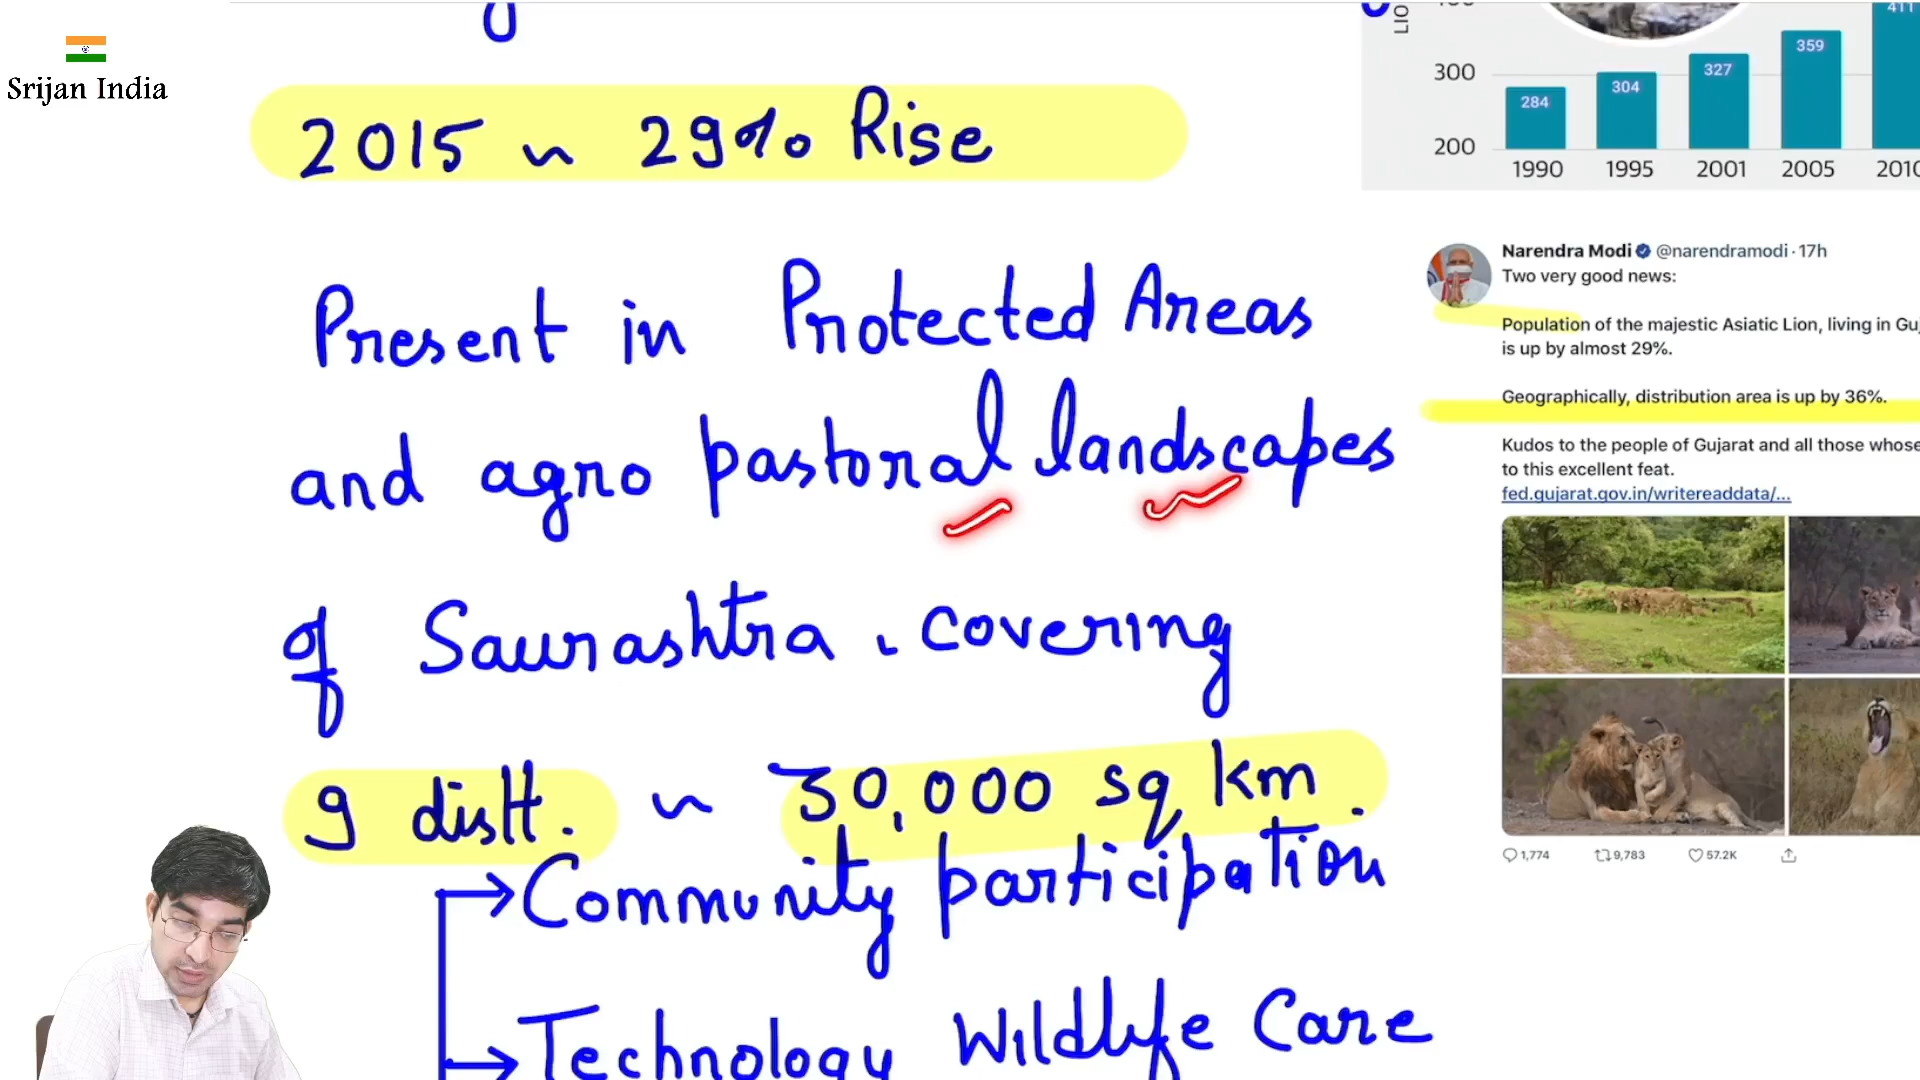 Srijan India
2015 ~ 29% Rise
Present in Protected Areas
and agro pastoral landscapes
of Saurashtra, covering
9 distt. ~ 30,000 sq km.
Community participation
Technology Wildlife Care
LIO
300
200
284
304
327
359
411
1990
1995
2001
2005
2010
Narendra Modi @narendramodi · 17h
Two very good news:
Population of the majestic Asiatic Lion, living in Gu
is up by almost 29%.
Geographically, distribution area is up by 36%.
Kudos to the people of Gujarat and all those whose
to this excellent feat.
fed.gujarat.gov.in/writereaddata/...
1,774
9,783
57.2K